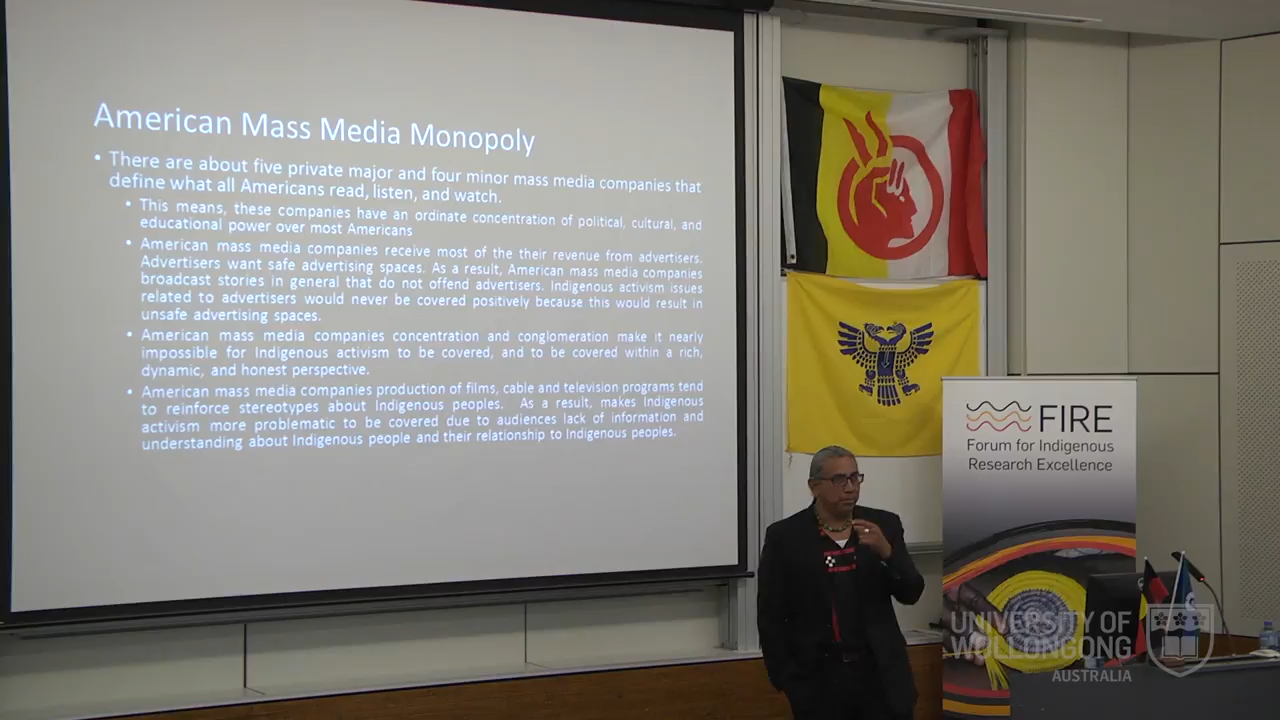 American Mass Media Monopoly
• There are about five private major and four minor mass media companies that
define what all Americans read, listen, and watch.
• This means, these companies have an ordinate concentration of political, cultural, and
educational power over most Americans
• American mass media companies receive most of the their revenue from advertisers.
Advertisers want safe advertising spaces. As a result, American mass media companies
broadcast stories in general that do not offend advertisers. Indigenous activism issues
related to advertisers would never be covered positively because this would result in
unsafe advertising spaces.
• American mass media companies concentration and conglomeration make it nearly
impossible for Indigenous activism to be covered, and to be covered within a rich,
dynamic, and honest perspective.
• American mass media companies production of films, cable and television programs tend
to reinforce stereotypes about Indigenous peoples. As a result, makes Indigenous
activism more problematic to be covered due to audiences lack of information and
understanding about Indigenous people and their relationship to Indigenous peoples.
FIRE
Forum for Indigenous
Research Excellence
UNIVERSITY OF
WOLLONGONG
AUSTRALIA